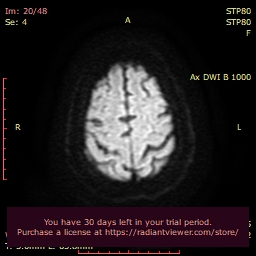 Im: 20/48
Se: 4
A
STP80
STP80
F
Ax DWI B 1000
R
L
You have 30 days left in your trial period.
Purchase a license at https://radiantviewer.com/store/